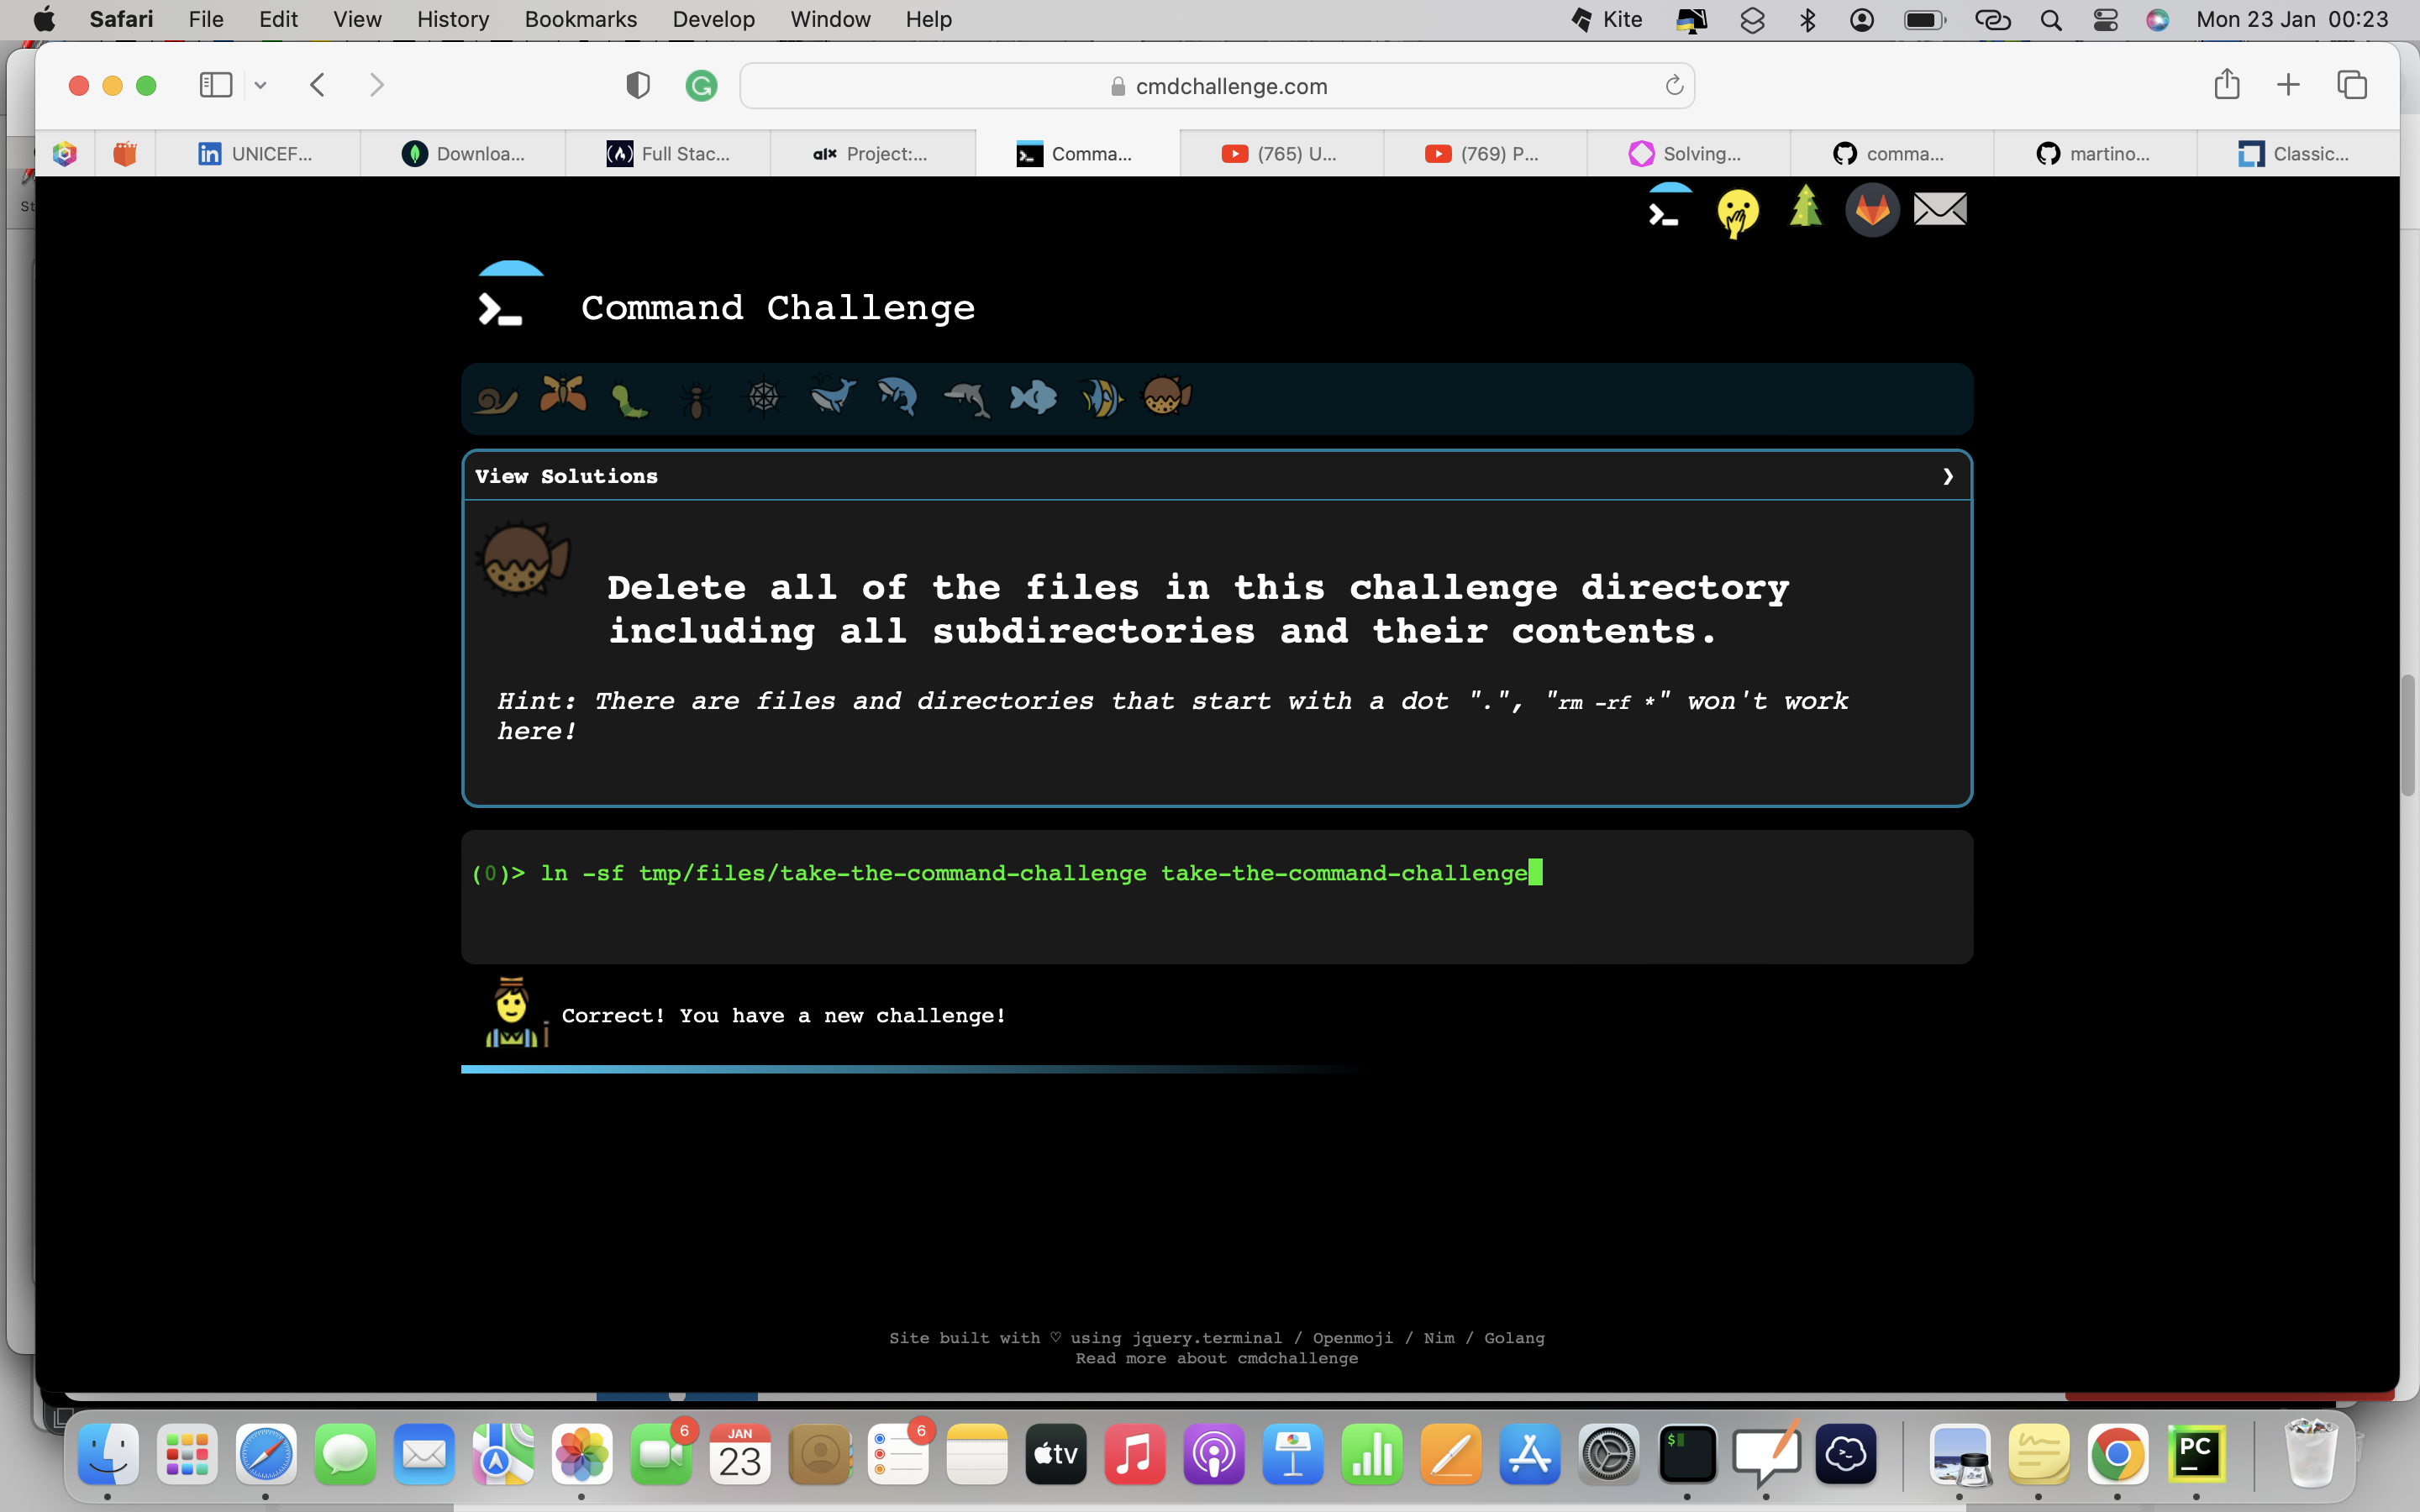 Safari File Edit View History Bookmarks Develop Window Help Kite Mon 23 Jan 00:23
cmdchallenge.com
UNICEF... Downloa... Full Stac... alx Project:... Comma... (765) U... (769) P... Solving... comma... martino... Classic...
St
Command Challenge
View Solutions ❯
Delete all of the files in this challenge directory
including all subdirectories and their contents.
Hint: There are files and directories that start with a dot ".", "rm -rf *" won't work
here!
(0)> ln -sf tmp/files/take-the-command-challenge take-the-command-challenge
Correct! You have a new challenge!
Site built with ♡ using jquery.terminal / Openmoji / Nim / Golang
Read more about cmdchallenge
6 JAN 23 6 tv $ PC